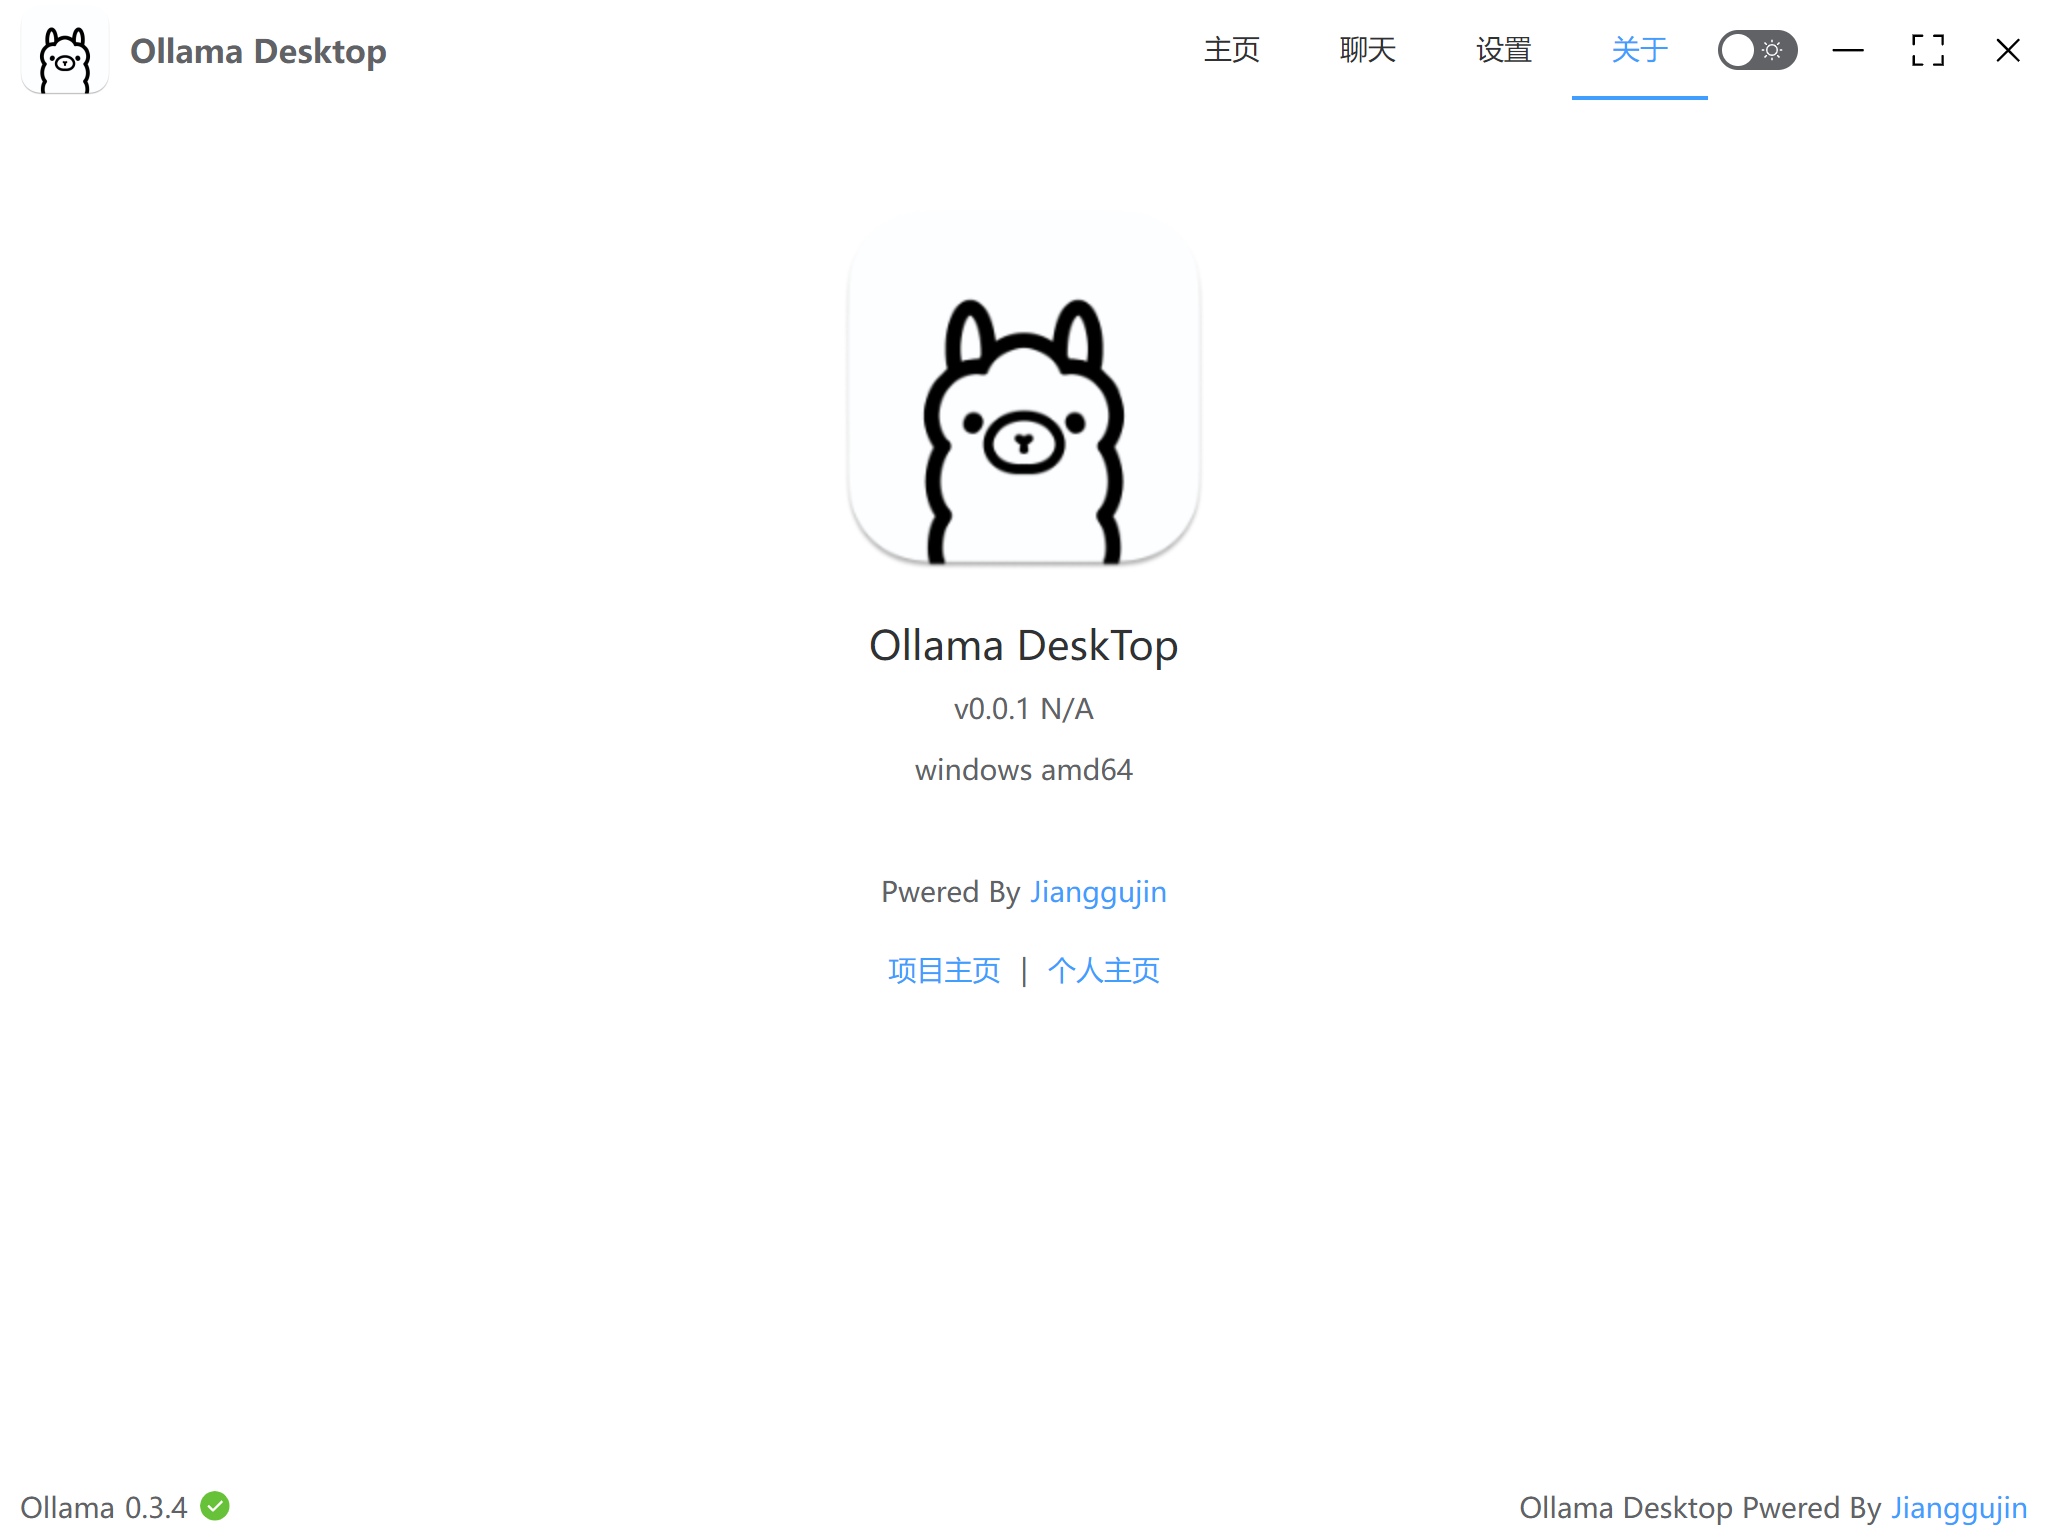 Ollama Desktop 主页 聊天 设置 关于
Ollama DeskTop
v0.0.1 N/A
windows amd64
Pwered By Jianggujin
项目主页 | 个人主页
Ollama 0.3.4 Ollama Desktop Pwered By Jianggujin